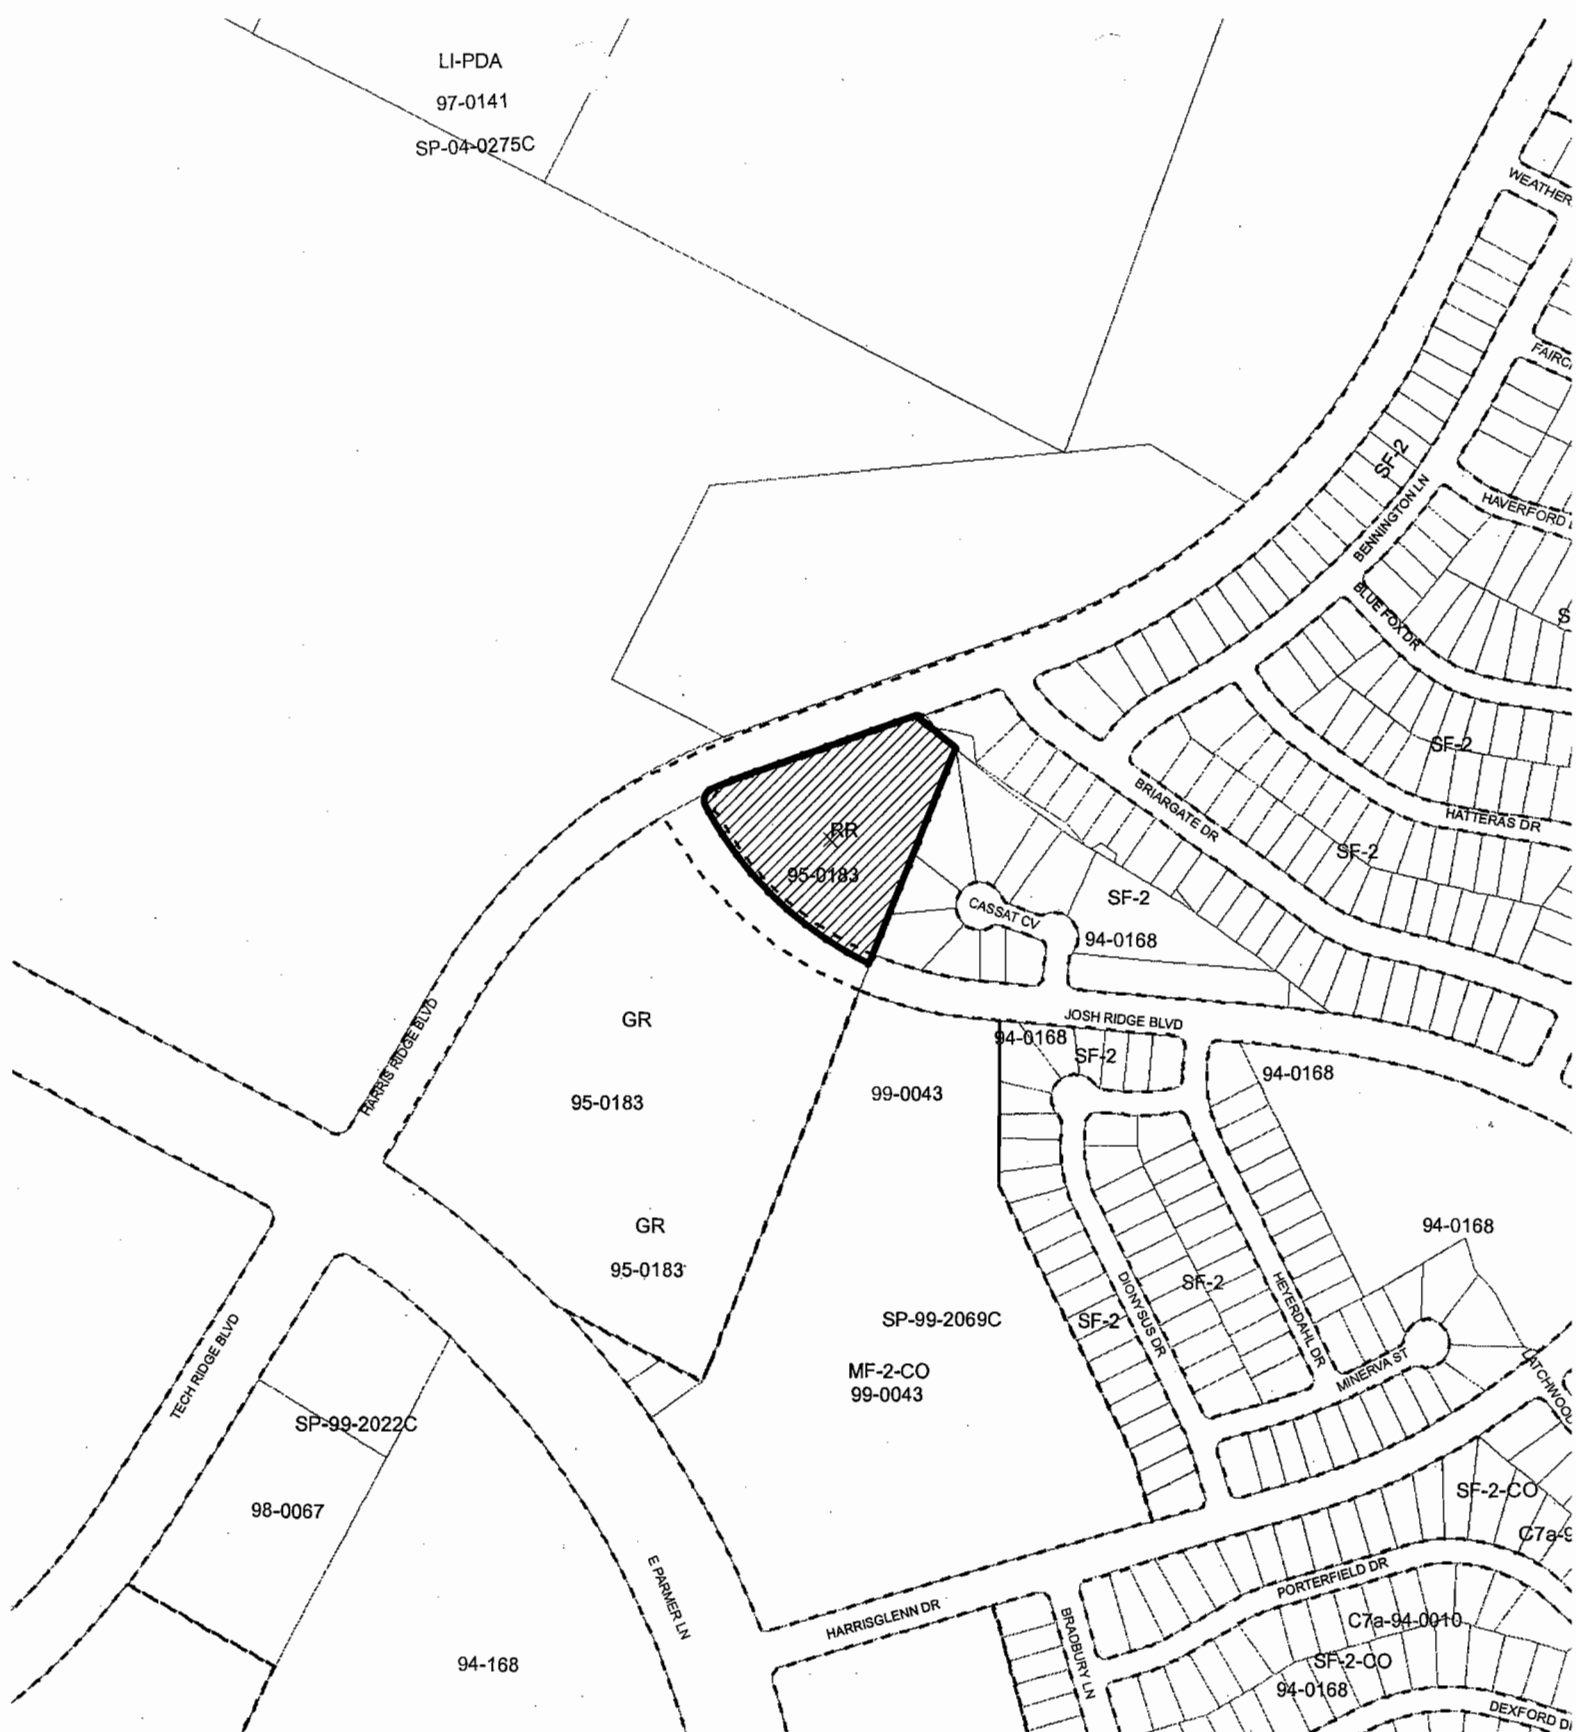 LI-PDA
97-0141
SP-04-0275C
SF-2
BENNINGTON LN
HAVERFORD
BLUE FOX DR
SF-2
BRIARGATE DR
HATTERAS DR
SF-2
RR
95-0183
SF-2
CASSAT CV
94-0168
HARRIS RIDGE BLVD
GR
JOSH RIDGE BLVD
94-0168
SF-2
94-0168
95-0183
99-0043
GR
95-0183
94-0168
SF-2
DIONYSUS DR
HEYERDAHL DR
SP-99-2069C
SF-2
MF-2-CO
99-0043
MINERVA ST
TECH RIDGE BLVD
SP-99-2022C
98-0067
SF-2-CO
E PARMER LN
HARRISGLENN DR
PORTERFIELD DR
BRADBURY LN
C7a-94-0010
SF-2-CO
94-0168
94-168
DEXFORD